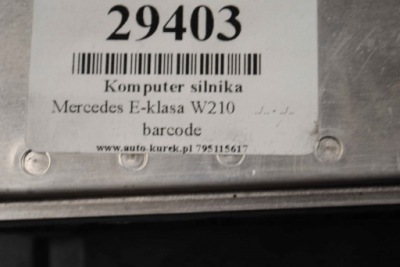 29403
Komputer silnika
Mercedes E-klasa W210 ../.. - ../..
barcode
www.auto-kurek.pl 795115617